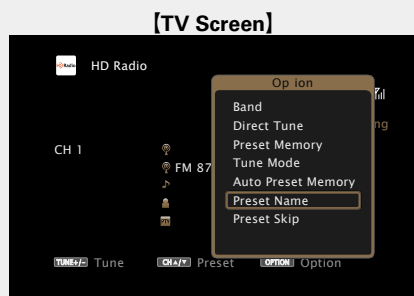 【TV Screen】
HD Radio
Op ion
Band
Direct Tune
ng
Preset Memory
CH 1
Tune Mode
FM 87
Auto Preset Memory
Preset Name
Preset Skip
TUNE+/- Tune CH▲/▼ Preset OPTION Option